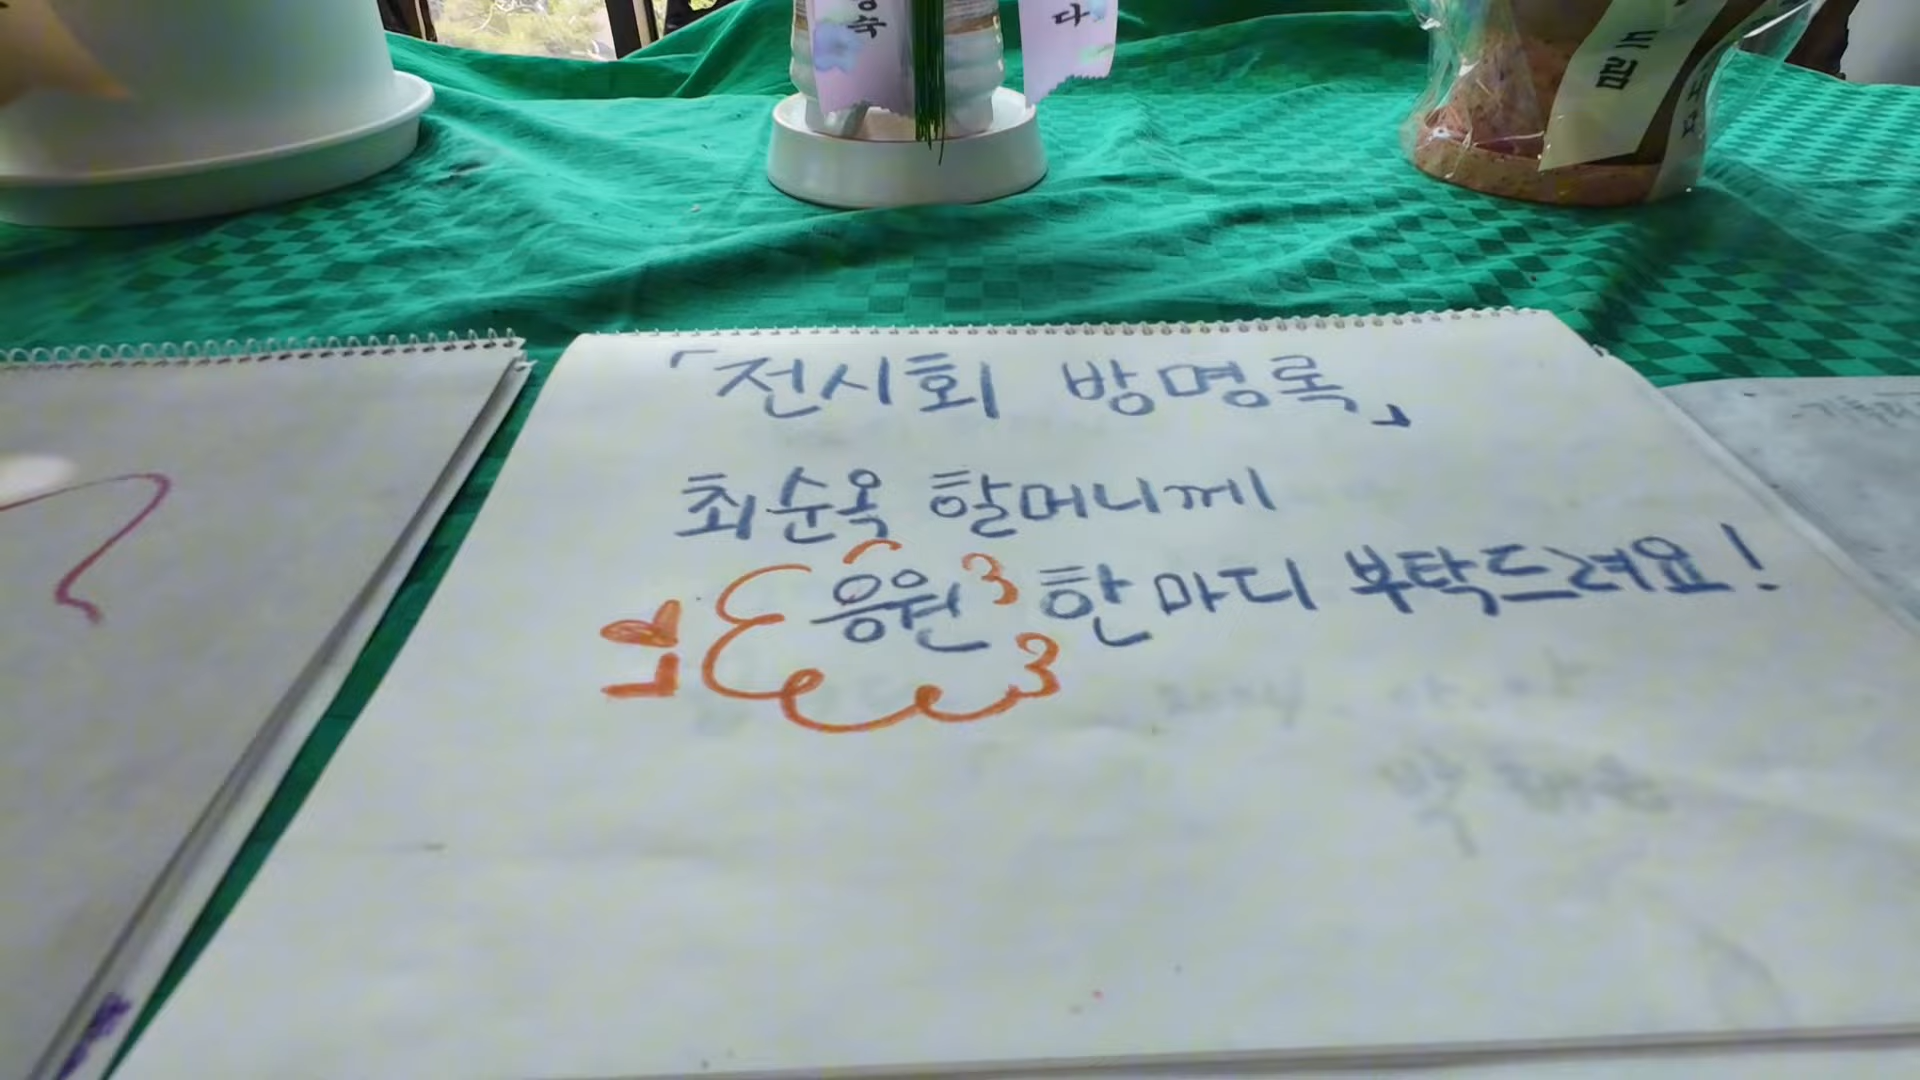 「전시회 방명록」
최순옥 할머니께
응원 한마디 부탁드려요!